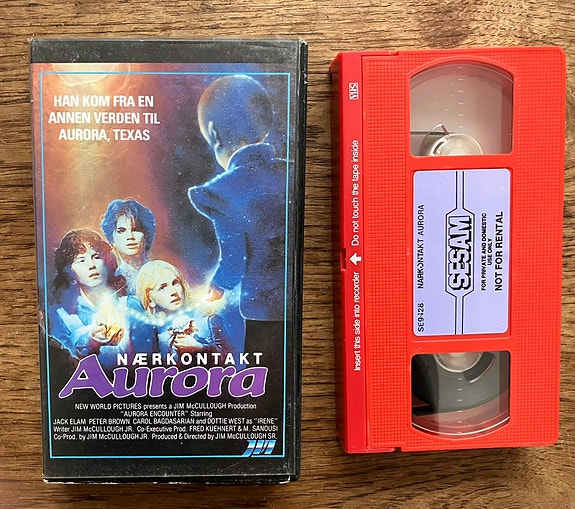 HAN KOM FRA EN
ANNEN VERDEN TIL
AURORA, TEXAS
NÆRKONTAKT
Aurora
NEW WORLD PICTURES presents a JIM McCULLOUGH Production
"AURORA ENCOUNTER" Starring
JACK ELAM PETER BROWN CAROL BAGDASARIAN and DOTTIE WEST as "IRENE"
Writer JIM McCULLOUGH JR. Co-Executive Prod. FRED KUEHNERT & M. SANOUSI
Co-Prod. by JIM McCULLOUGH JR. Produced & Directed by JIM McCULLOUGH SR.
VHS
Insert this side into recorder Do not touch the tape inside
SE9428 NARKONTAKT AURORA
SESAM
FOR PRIVATE AND DOMESTIC
USE ONLY
NOT FOR RENTAL